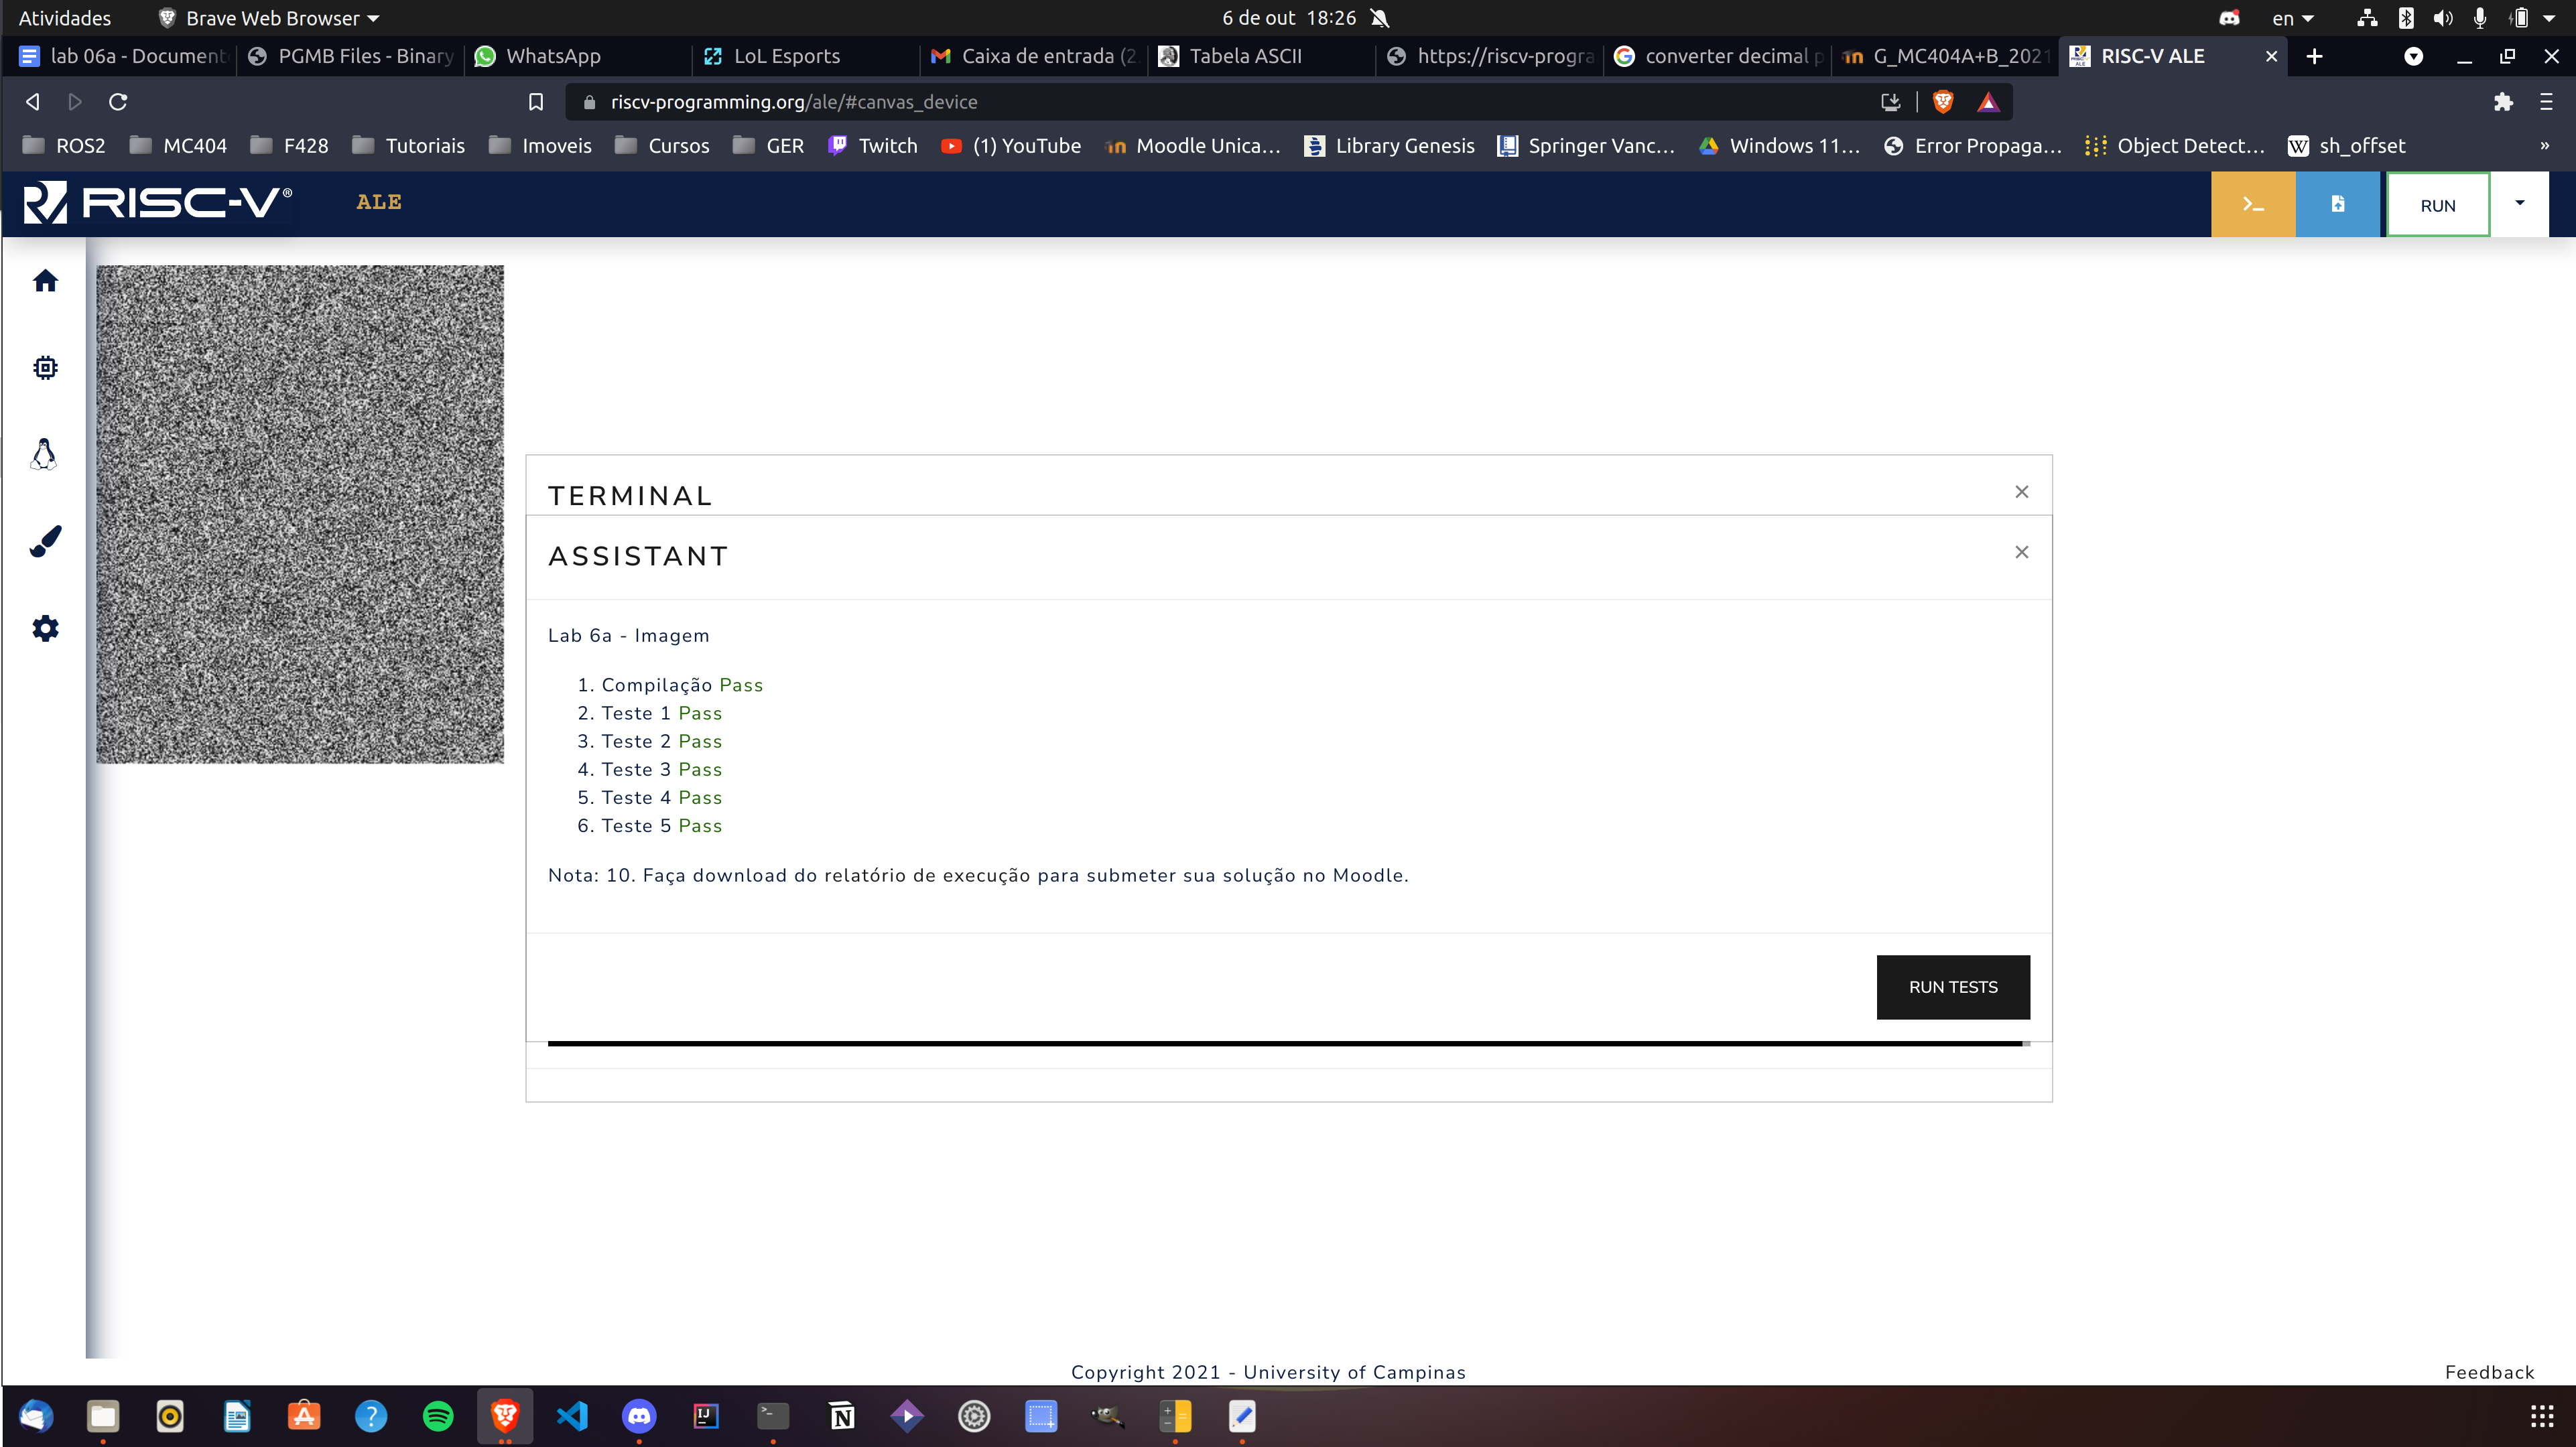 Atividades
Brave Web Browser
6 de out 18:26
en
lab 06a - Document
PGMB Files - Binary
WhatsApp
LoL Esports
Caixa de entrada (2
Tabela ASCII
https://riscv-progra
converter decimal p
G_MC404A+B_2021
RISC-V ALE
riscv-programming.org/ale/#canvas_device
ROS2
MC404
F428
Tutoriais
Imoveis
Cursos
GER
Twitch
(1) YouTube
Moodle Unica...
Library Genesis
Springer Vanc...
Windows 11...
Error Propaga...
Object Detect...
sh_offset
»
RISC-V®
ALE
RUN
TERMINAL
ASSISTANT
Lab 6a - Imagem
1. Compilação Pass
2. Teste 1 Pass
3. Teste 2 Pass
4. Teste 3 Pass
5. Teste 4 Pass
6. Teste 5 Pass
Nota: 10. Faça download do relatório de execução para submeter sua solução no Moodle.
RUN TESTS
Copyright 2021 - University of Campinas
Feedback